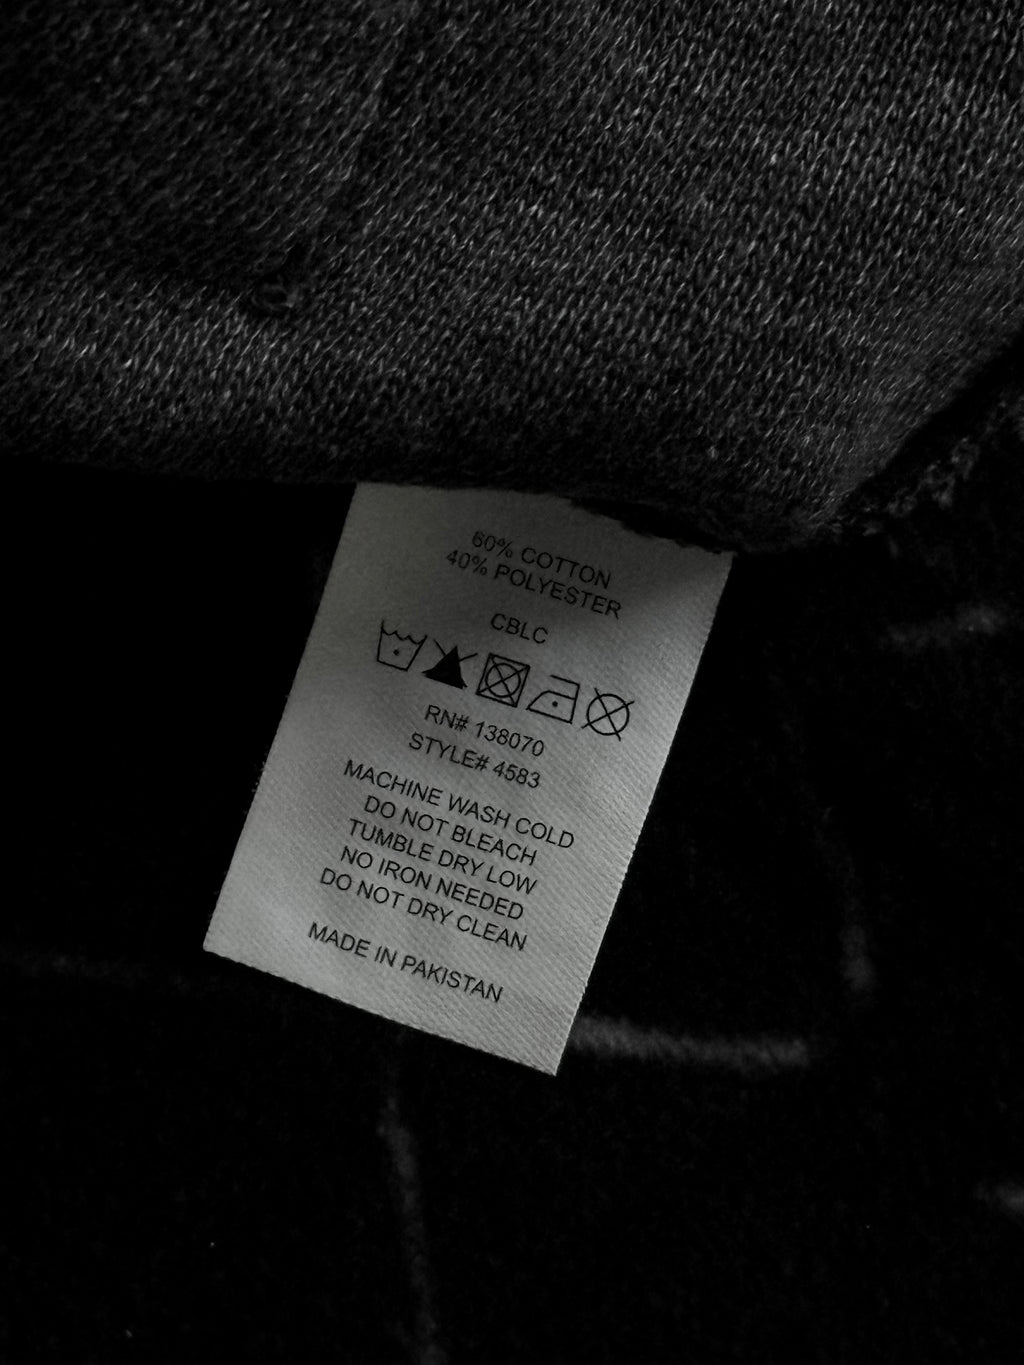 60% COTTON
40% POLYESTER
CBLC
RN# 138070
STYLE# 4583
MACHINE WASH COLD
DO NOT BLEACH
TUMBLE DRY LOW
NO IRON NEEDED
DO NOT DRY CLEAN
MADE IN PAKISTAN